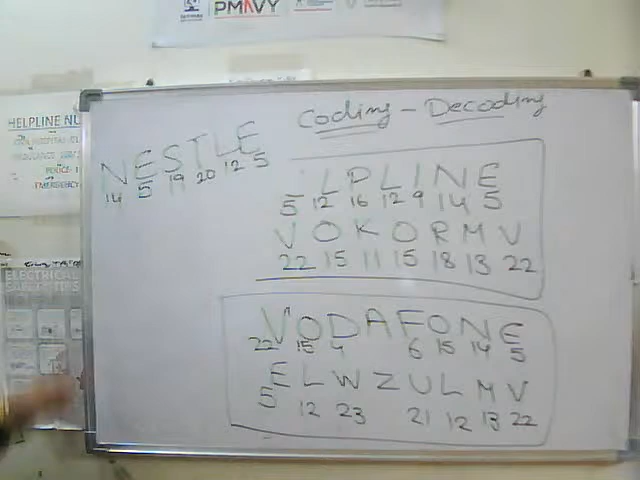 PMMVY
HELPLINE NU
EMERGENCY
ELECTRICAL
Coding - Decoding
NESTLE
14 5 19 20 12 5
LPLINE
5 12 16 12 9 14 5
VOKORMV
22 15 11 15 18 13 22
VODAFONE
22 15 4 6 15 14 5
ELWZULMV
5 12 23 21 12 13 22